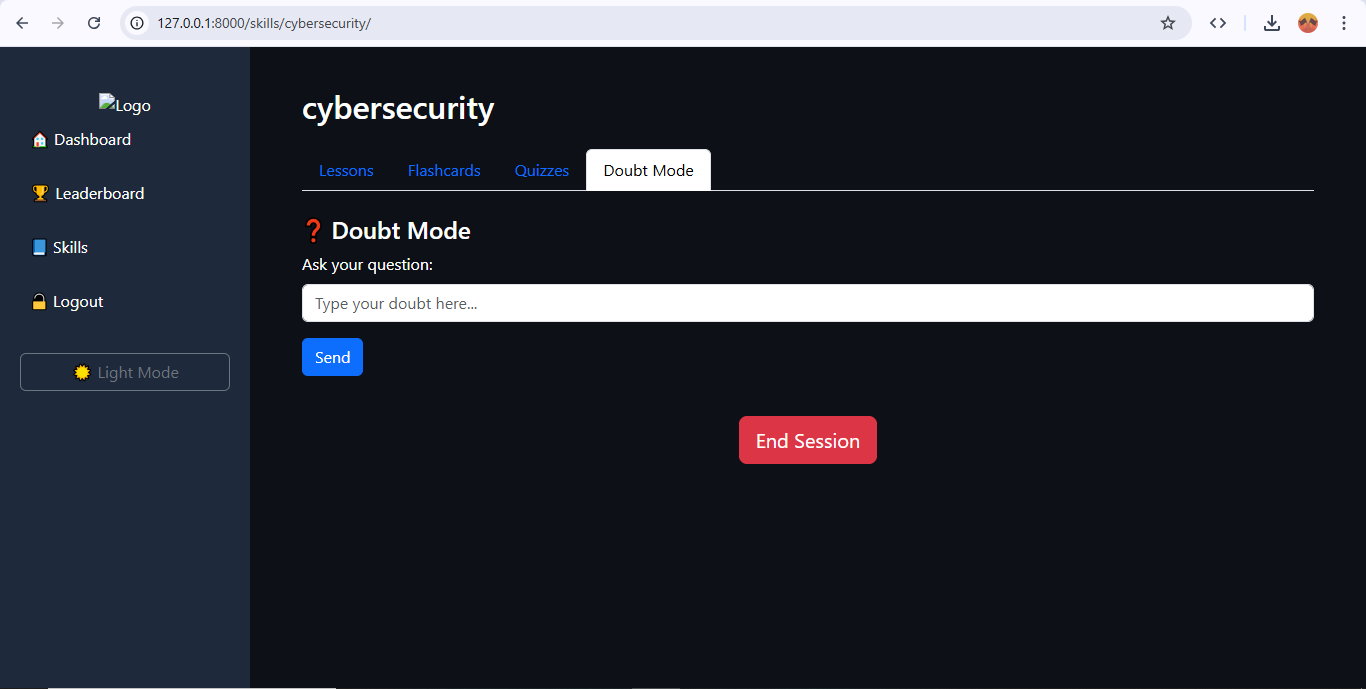 127.0.0.1:8000/skills/cybersecurity/
Logo
Dashboard
Leaderboard
Skills
Logout
Light Mode
cybersecurity
Lessons Flashcards Quizzes Doubt Mode
❓ Doubt Mode
Ask your question:
Type your doubt here...
Send
End Session